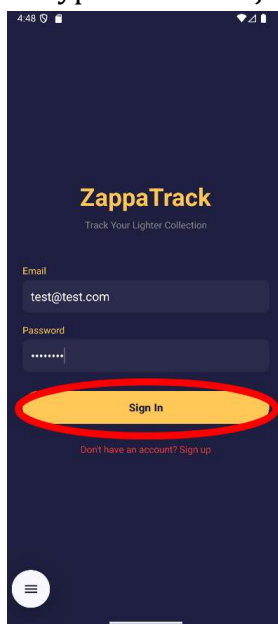 4:48
ZappaTrack
Track Your Lighter Collection
Email
test@test.com
Password
••••••••
Sign In
Don't have an account? Sign up